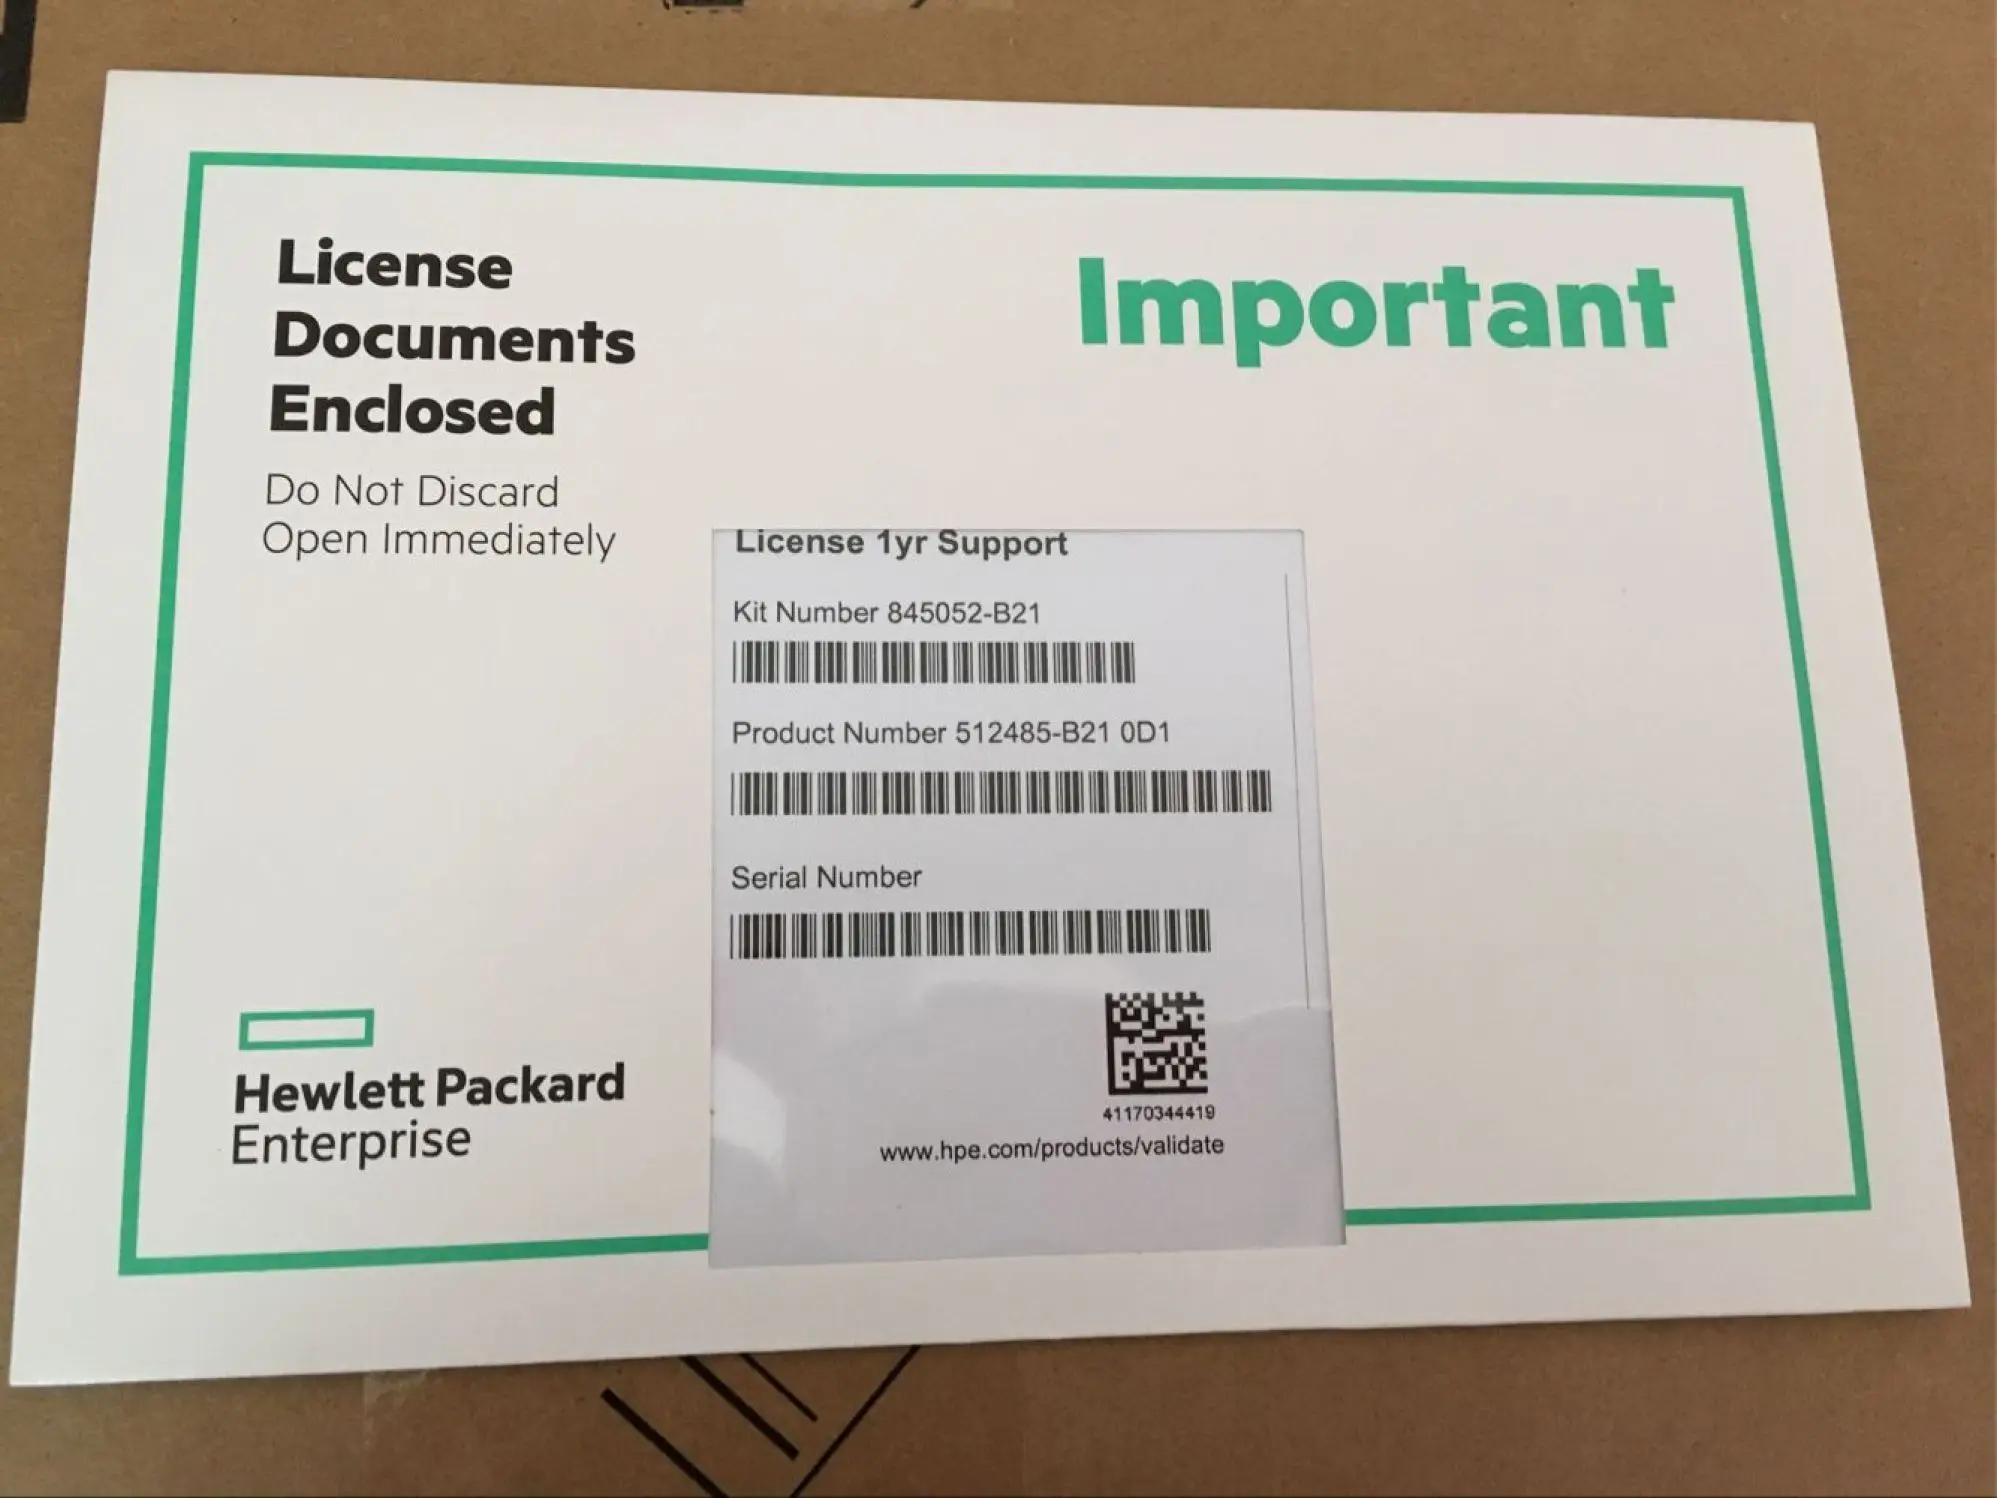 License
Documents
Enclosed
Do Not Discard
Open Immediately
Important
License 1yr Support
Kit Number 845052-B21
Product Number 512485-B21 0D1
Serial Number
41170344419
www.hpe.com/products/validate
Hewlett Packard
Enterprise